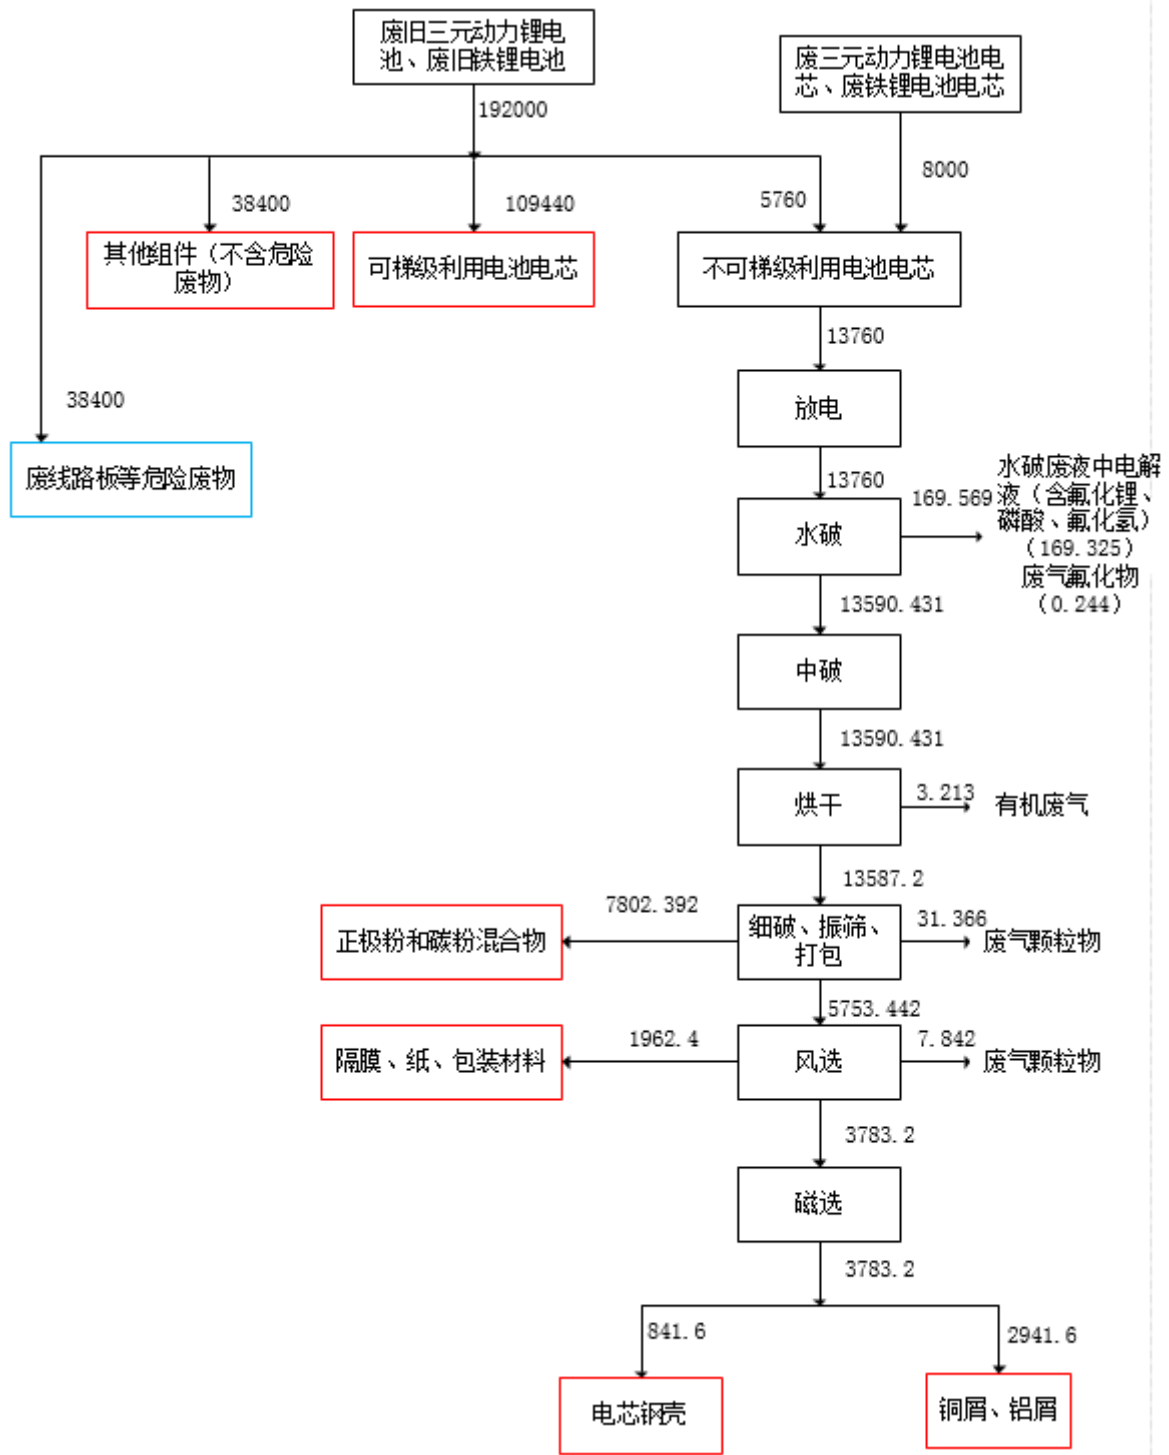 废旧三元动力锂电
池、废旧铁锂电池
废三元动力锂电池电
芯、废铁锂电池电芯
192000
8000
38400
109440
5760
其他组件（不含危险
废物）
可梯级利用电池电芯
不可梯级利用电池电芯
13760
放电
38400
废线路板等危险废物
13760
169.569
水破废液中电解
液（含氟化锂、
磷酸、氟化氢）
（169.325）
废气氟化物
（0.244）
水破
13590.431
中破
13590.431
烘干
3.213
有机废气
13587.2
7802.392
31.366
正极粉和碳粉混合物
细破、振筛、
打包
废气颗粒物
5753.442
1962.4
7.842
隔膜、纸、包装材料
风选
废气颗粒物
3783.2
磁选
3783.2
841.6
2941.6
电芯钢壳
铜屑、铝屑